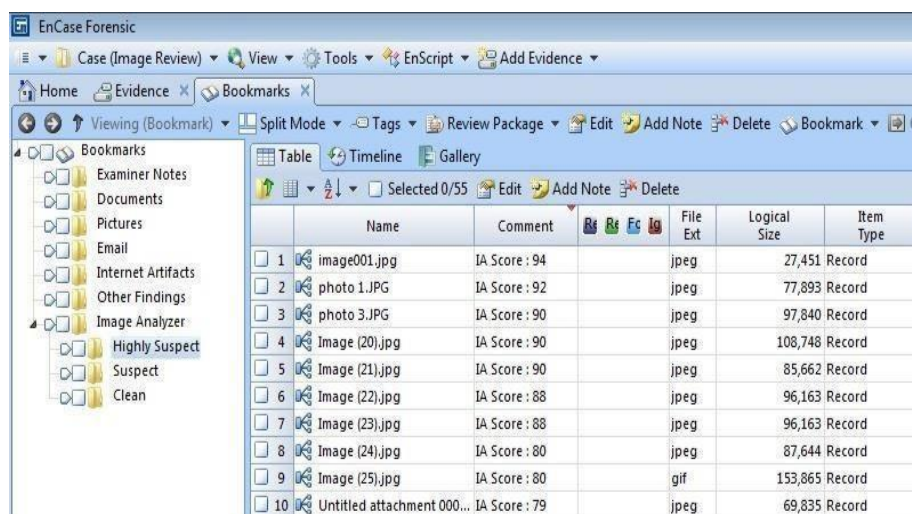 EnCase Forensic
Case (Image Review) View Tools EnScript Add Evidence
Home Evidence Bookmarks
Viewing (Bookmark) Split Mode Tags Review Package Edit Add Note Delete Bookmark
Bookmarks
Examiner Notes
Documents
Pictures
Email
Internet Artifacts
Other Findings
Image Analyzer
Highly Suspect
Suspect
Clean
Table Timeline Gallery
Selected 0/55 Edit Add Note Delete
Name Comment Re Re Fc Ig File Ext Logical Size Item Type
1 image001.jpg IA Score : 94 jpeg 27,451 Record
2 photo 1.JPG IA Score : 92 jpeg 77,893 Record
3 photo 3.JPG IA Score : 90 jpeg 97,840 Record
4 Image (20).jpg IA Score : 90 jpeg 108,748 Record
5 Image (21).jpg IA Score : 90 jpeg 85,662 Record
6 Image (22).jpg IA Score : 88 jpeg 96,163 Record
7 Image (23).jpg IA Score : 88 jpeg 96,163 Record
8 Image (24).jpg IA Score : 80 jpeg 87,644 Record
9 Image (25).jpg IA Score : 80 gif 153,865 Record
10 Untitled attachment 000... IA Score : 79 jpeg 69,835 Record